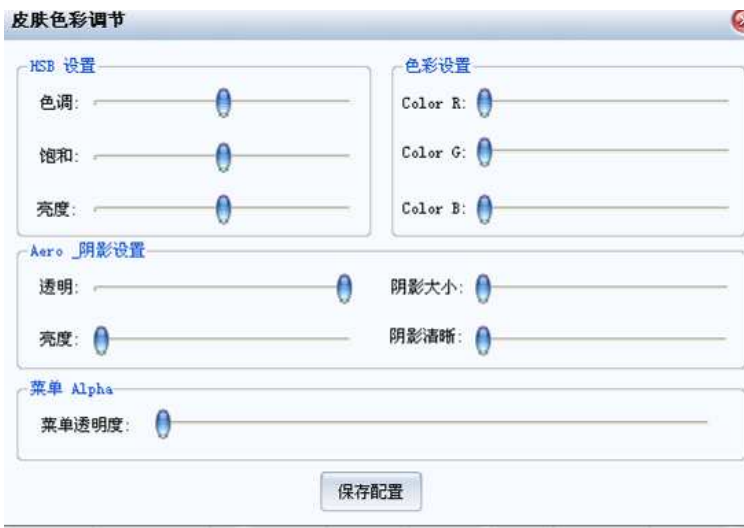 皮肤色彩调节
HSB 设置
色调:
饱和:
亮度:
色彩设置
Color R:
Color G:
Color B:
Aero _阴影设置
透明:
阴影大小:
亮度:
阴影清晰:
菜单 Alpha
菜单透明度:
保存配置